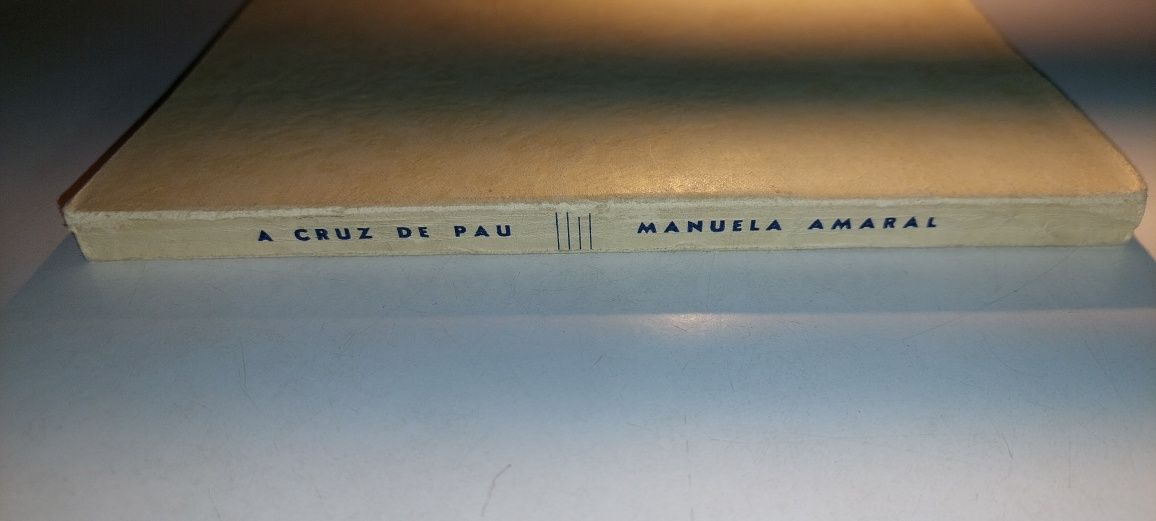 A CRUZ DE PAU MANUELA AMARAL